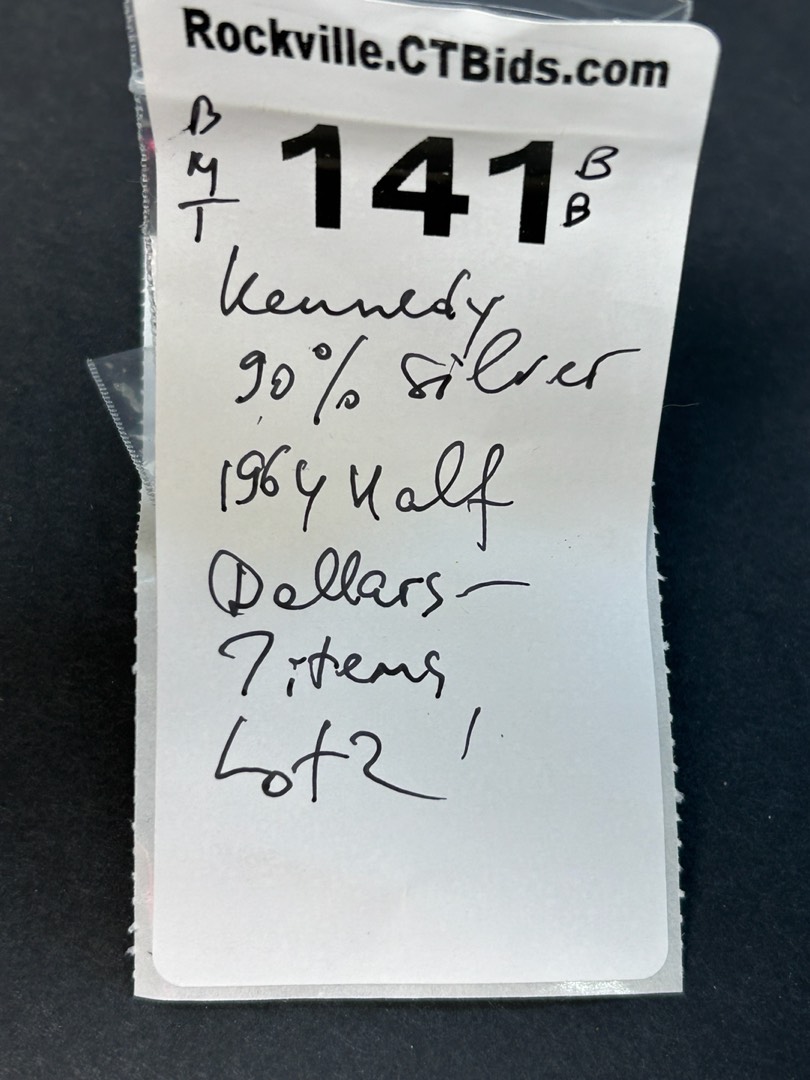 Rockville.CTBids.com
B
M
T
141
B
B
Kennedy
90% Silver
1964 Half
Dollars—
7 items
Lot 2